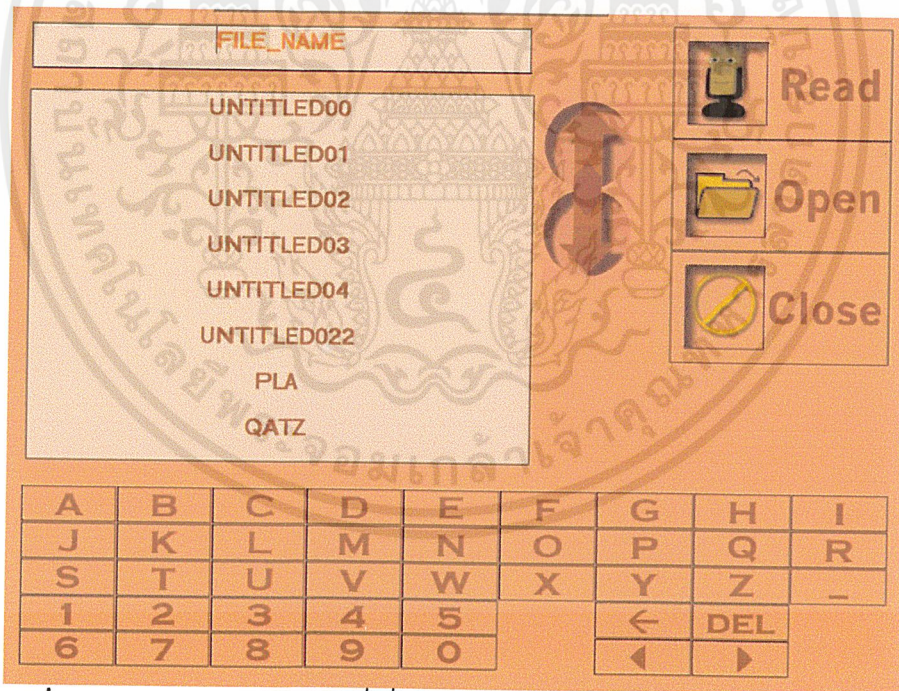 FILE_NAME
UNTITLED00
UNTITLED01
UNTITLED02
UNTITLED03
UNTITLED04
UNTITLED022
PLA
QATZ
Read
Open
Close
A B C D E F G H I
J K L M N O P Q R
S T U V W X Y Z _
1 2 3 4 5 ← DEL
6 7 8 9 0 ◀ ▶